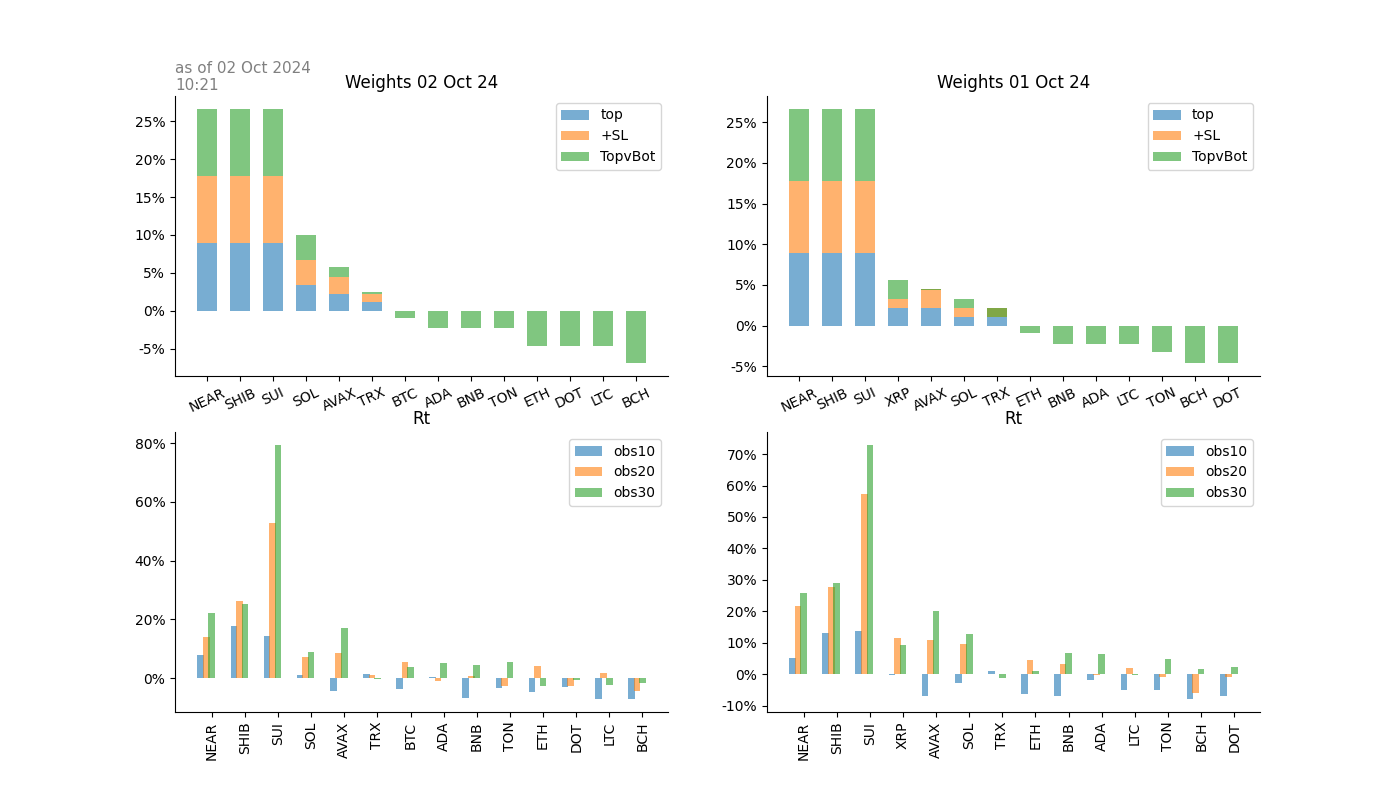 as of 02 Oct 2024
10:21
Weights 02 Oct 24
25%
20%
15%
10%
5%
0%
-5%
top
+SL
TopvBot
NEAR SHIB SUI SOL AVAX TRX BTC ADA BNB TON ETH DOT LTC BCH
Weights 01 Oct 24
25%
20%
15%
10%
5%
0%
-5%
top
+SL
TopvBot
NEAR SHIB SUI XRP AVAX SOL TRX ETH BNB ADA LTC TON BCH DOT
Rt
80%
60%
40%
20%
0%
obs10
obs20
obs30
NEAR SHIB SUI SOL AVAX TRX BTC ADA BNB TON ETH DOT LTC BCH
Rt
70%
60%
50%
40%
30%
20%
10%
0%
-10%
obs10
obs20
obs30
NEAR SHIB SUI XRP AVAX SOL TRX ETH BNB ADA LTC TON BCH DOT